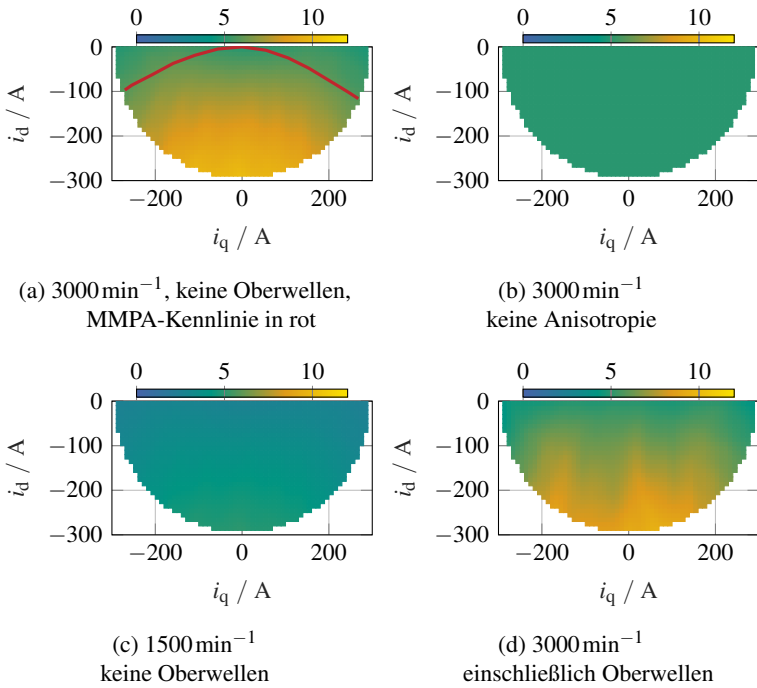 0 5 10
0 5 10
0
−100
−200
−300
i_d / A
−200 0 200
i_q / A
0
−100
−200
−300
i_d / A
−200 0 200
i_q / A
(a) 3000 min⁻¹, keine Oberwellen,
MMPA-Kennlinie in rot
(b) 3000 min⁻¹
keine Anisotropie
0 5 10
0 5 10
0
−100
−200
−300
i_d / A
−200 0 200
i_q / A
0
−100
−200
−300
i_d / A
−200 0 200
i_q / A
(c) 1500 min⁻¹
keine Oberwellen
(d) 3000 min⁻¹
einschließlich Oberwellen